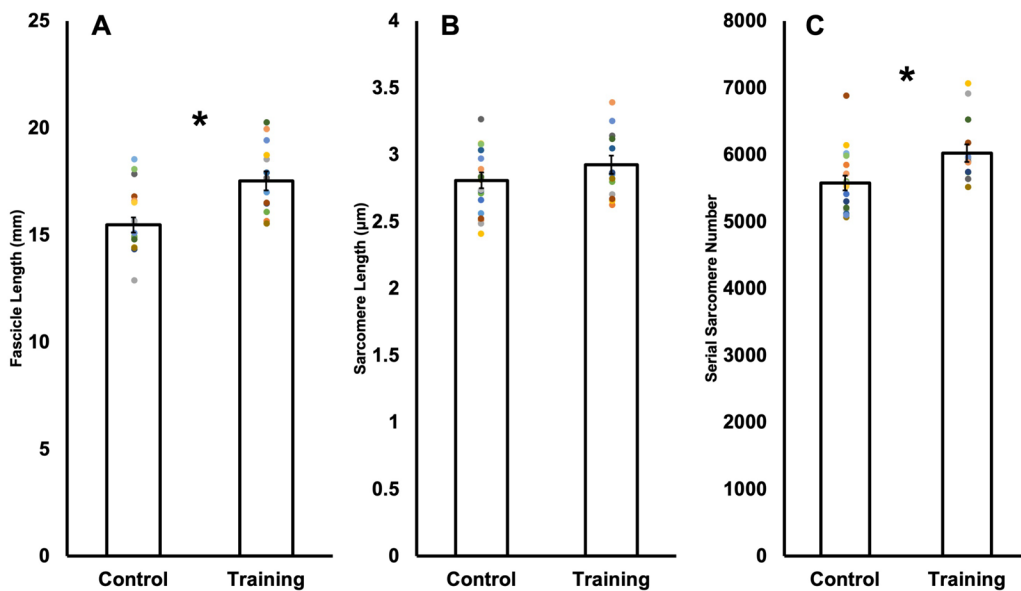 A
Fascicle Length (mm)
25
20
15
10
5
0
*
Control
Training
B
Sarcomere Length (μm)
4
3.5
3
2.5
2
1.5
1
0.5
0
Control
Training
C
Serial Sarcomere Number
8000
7000
6000
5000
4000
3000
2000
1000
0
*
Control
Training